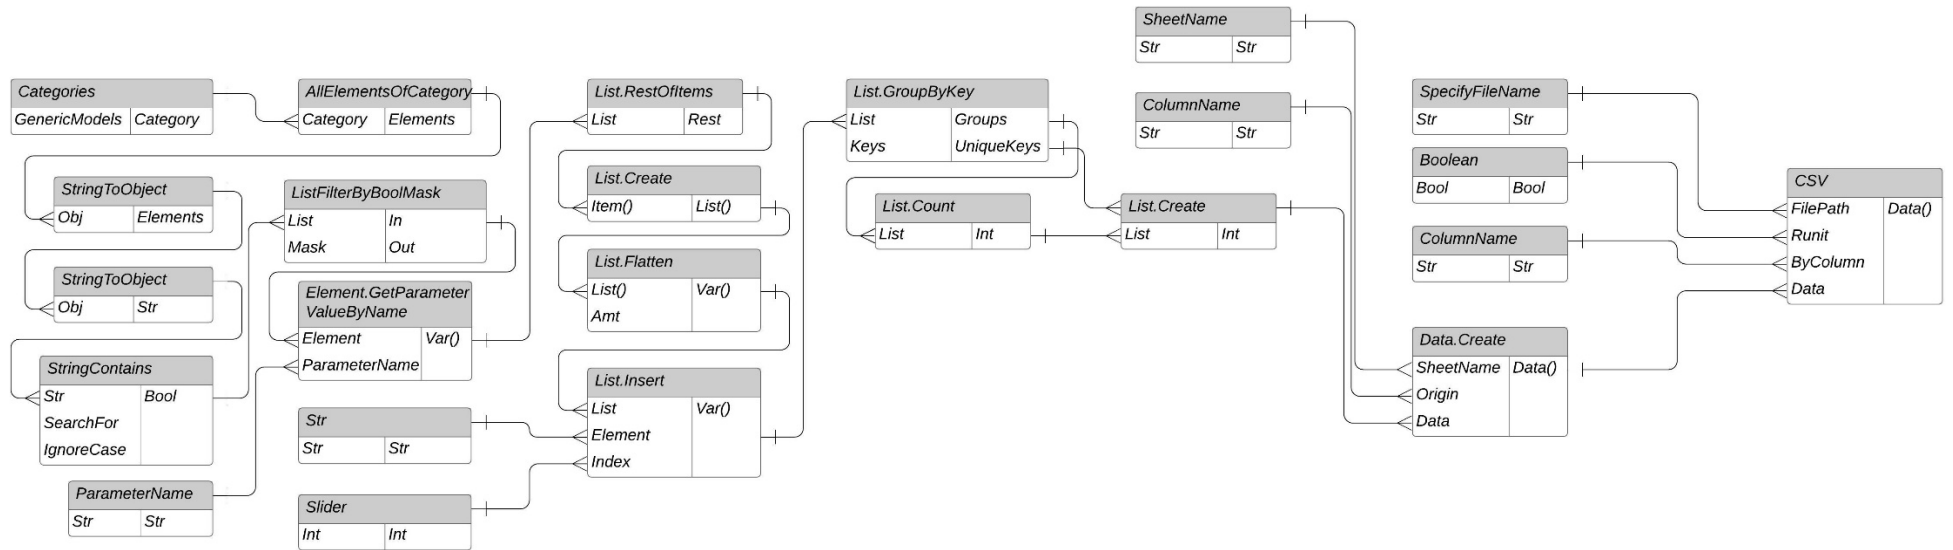 Categories
GenericModels Category
AllElementsOfCategory
Category Elements
StringToObject
Obj Elements
StringToObject
Obj Str
StringContains
Str Bool
SearchFor
IgnoreCase
ParameterName
Str Str
ListFilterByBoolMask
List In
Mask Out
Element.GetParameter
ValueByName
Element Var()
ParameterName
Str
Str Str
Slider
Int Int
List.RestOfItems
List Rest
List.Create
Item() List()
List.Flatten
List() Var()
Amt
List.Insert
List Var()
Element
Index
List.GroupByKey
List Groups
Keys UniqueKeys
List.Count
List Int
SheetName
Str Str
ColumnName
Str Str
List.Create
List Int
SpecifyFileName
Str Str
Boolean
Bool Bool
ColumnName
Str Str
Data.Create
SheetName Data()
Origin
Data
CSV
FilePath Data()
Runit
ByColumn
Data